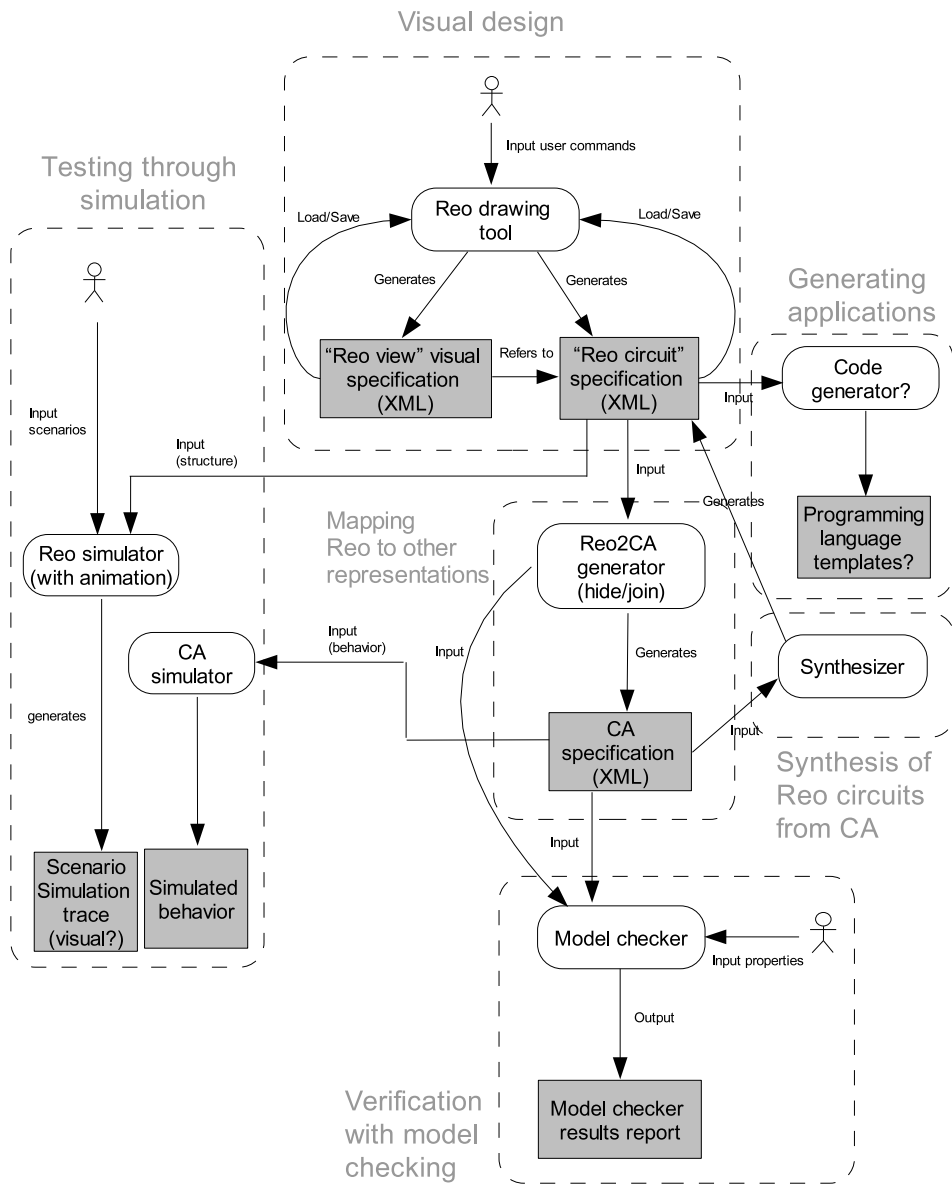 Visual design
Input user commands
Testing through
simulation
Load/Save
Reo drawing
tool
Load/Save
Generates
Generates
Generating
applications
“Reo view” visual
specification
(XML)
Refers to
“Reo circuit”
specification
(XML)
Code
generator?
Input
Input
scenarios
Input
(structure)
Input
Generates
Programming
language
templates?
Mapping
Reo to other
representations
Reo simulator
(with animation)
Reo2CA
generator
(hide/join)
Input
(behavior)
Input
CA
simulator
Generates
Synthesizer
generates
CA
specification
(XML)
Input
Synthesis of
Reo circuits
from CA
Input
Scenario
Simulation
trace
(visual?)
Simulated
behavior
Model checker
Input properties
Output
Verification
with model
checking
Model checker
results report